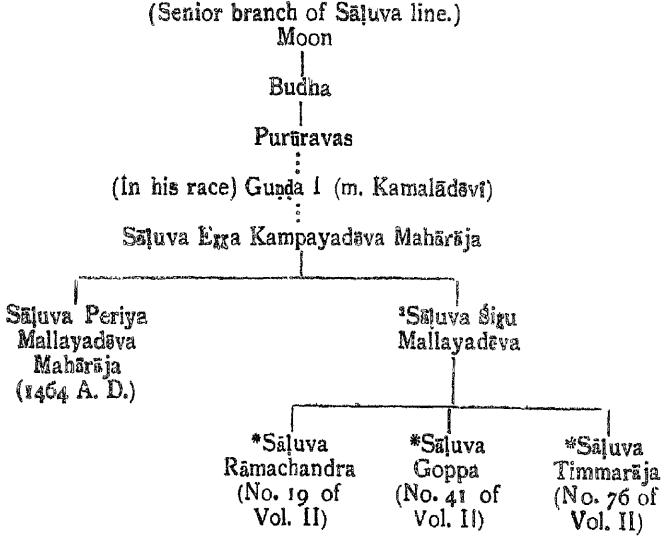 (Senior branch of Sāḷuva line.)
Moon
Budha
Purūravas
(In his race) Guṇḍa I (m. Kamalādēvī)
Sāḷuva Eṟṟa Kampayadēva Mahārāja
Sāḷuva Periya
Mallayadēva
Mahārāja
(1464 A. D.)
¹Sāḷuva Śiṟu
Mallayadēva
*Sāḷuva
Rāmachandra
(No. 19 of
Vol. II)
*Sāḷuva
Goppa
(No. 41 of
Vol. II)
*Sāḷuva
Timmarāja
(No. 76 of
Vol. II)